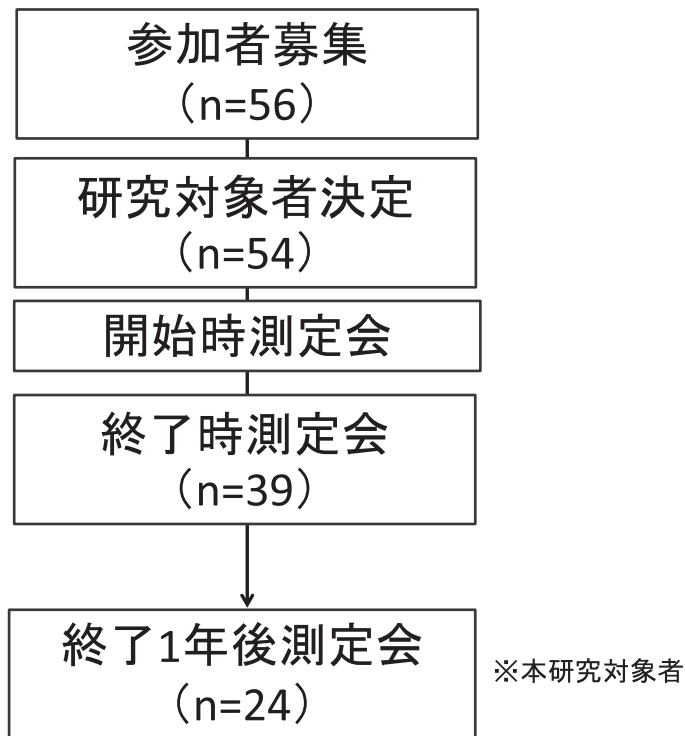 参加者募集
（n=56）
研究対象者決定
（n=54）
開始時測定会
終了時測定会
（n=39）
終了1年後測定会
（n=24）
※本研究対象者